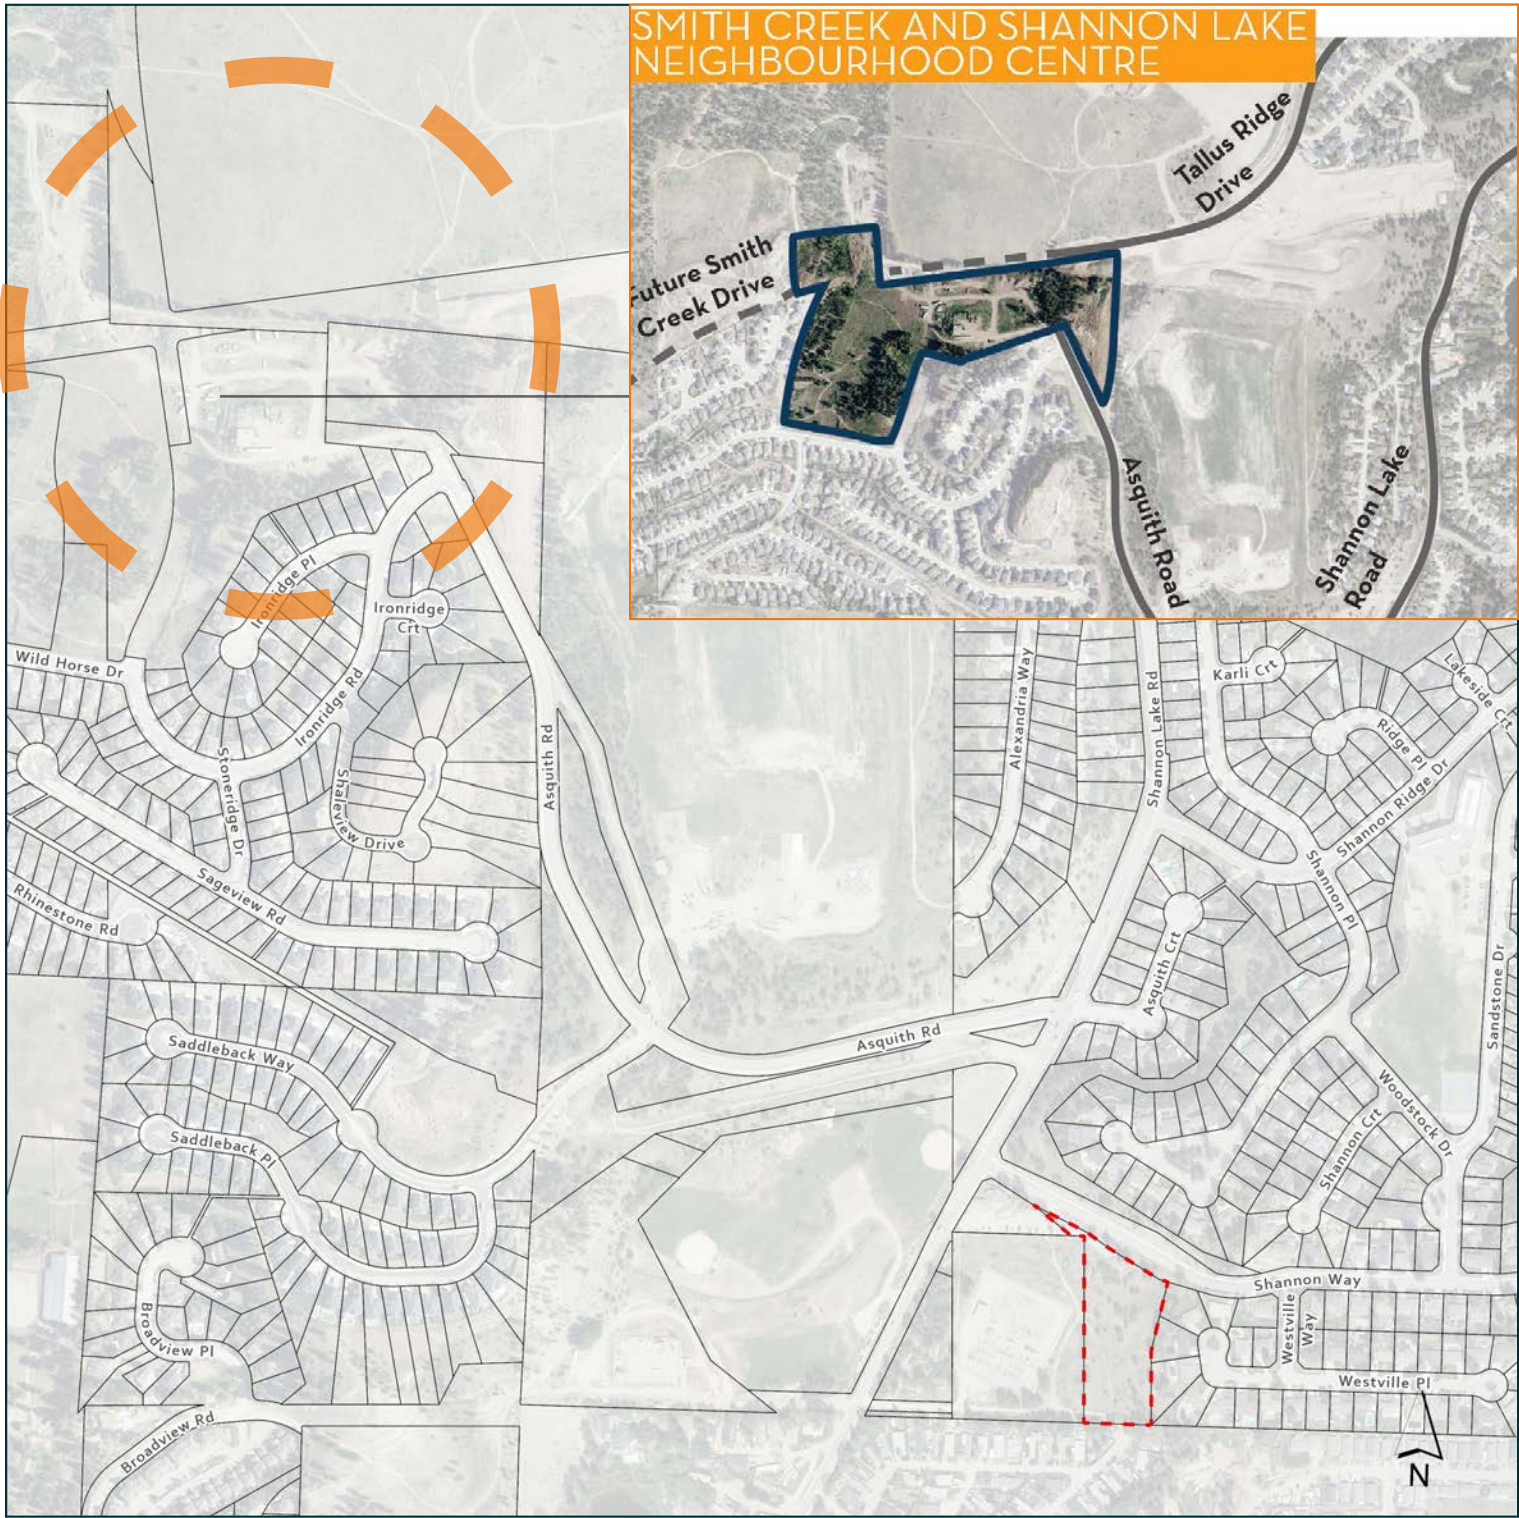 SMITH CREEK AND SHANNON LAKE
NEIGHBOURHOOD CENTRE
Tallus Ridge
Drive
Future Smith
Creek Drive
Asquith Road
Shannon Lake
Road
Ironridge Pl
Ironridge
Crt
Wild Horse Dr
Ironridge Rd
Stoneridge Dr
Shaleview Drive
Asquith Rd
Sageview Rd
Rhinestone Rd
Alexandria Way
Shannon Lake Rd
Karli Crt
Lakeside Crt
Ridge Pl
Shannon Ridge Dr
Shannon Pl
Asquith Crt
Sandstone Dr
Asquith Rd
Saddleback Way
Saddleback Pl
Woodstock Dr
Shannon Crt
Shannon Way
Westville
Way
Westville Pl
Broadview Pl
Broadview Rd
N